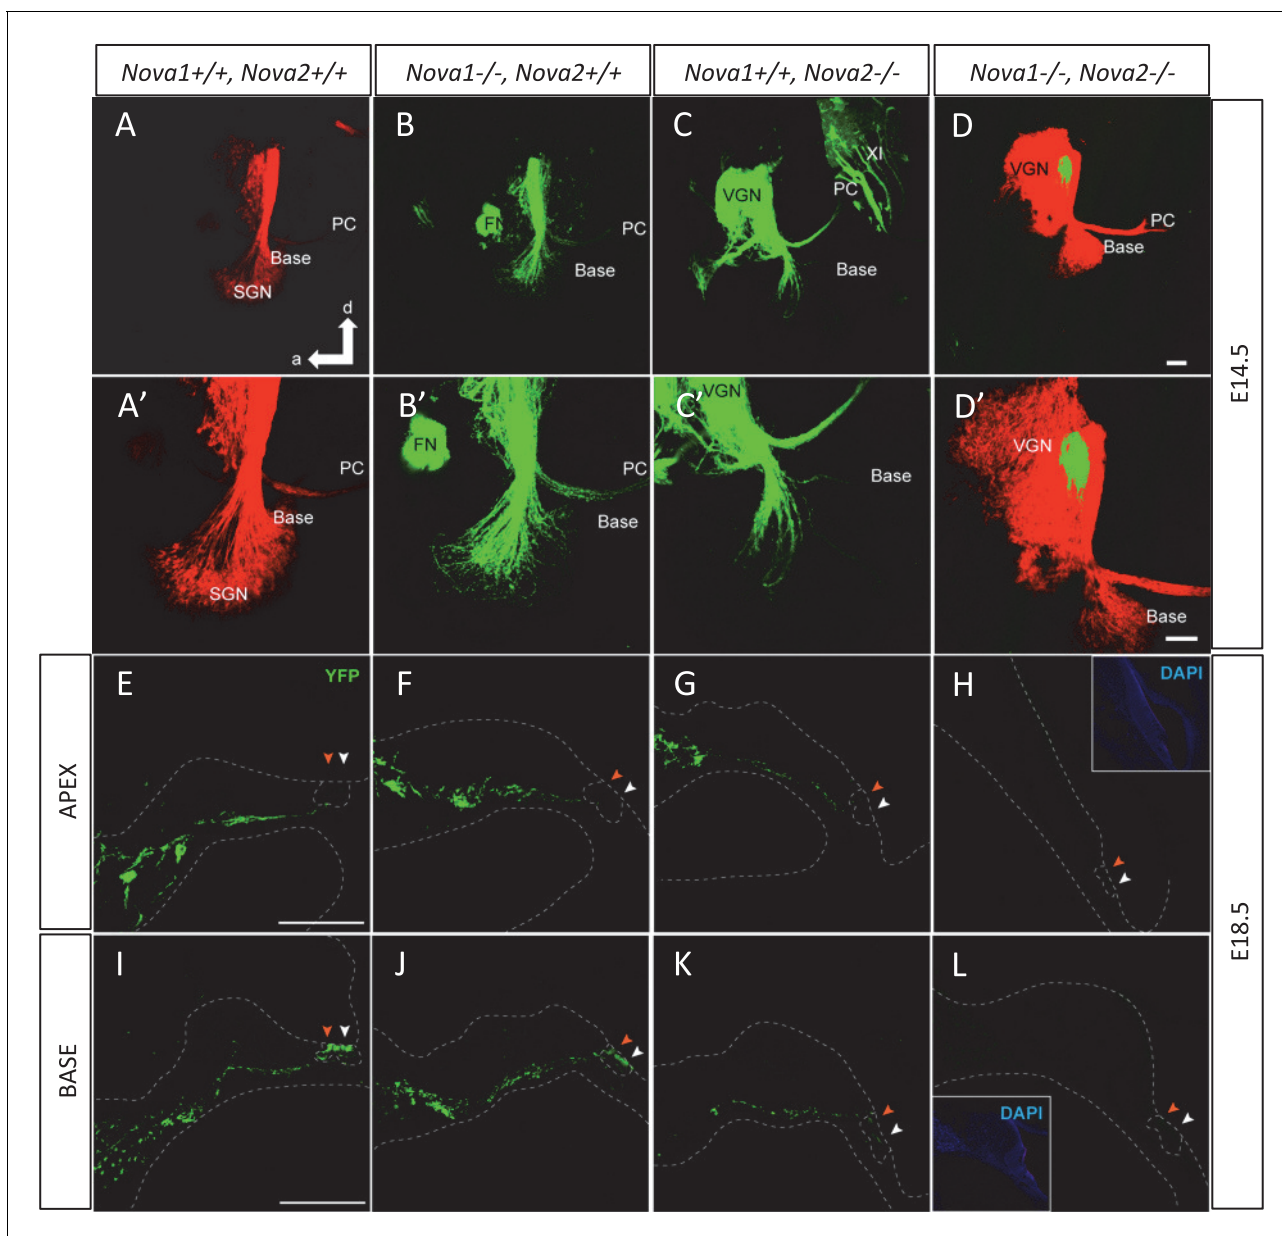 Nova1+/+, Nova2+/+
Nova1-/-, Nova2+/+
Nova1+/+, Nova2-/-
Nova1-/-, Nova2-/-
A
PC
Base
SGN
d
a
B
FN
PC
Base
C
XI
VGN
PC
Base
D
VGN
PC
Base
E14.5
A’
PC
Base
SGN
B’
FN
PC
Base
C’
VGN
Base
D’
VGN
Base
APEX
E
YFP
F
G
H
DAPI
E18.5
BASE
I
J
K
L
DAPI